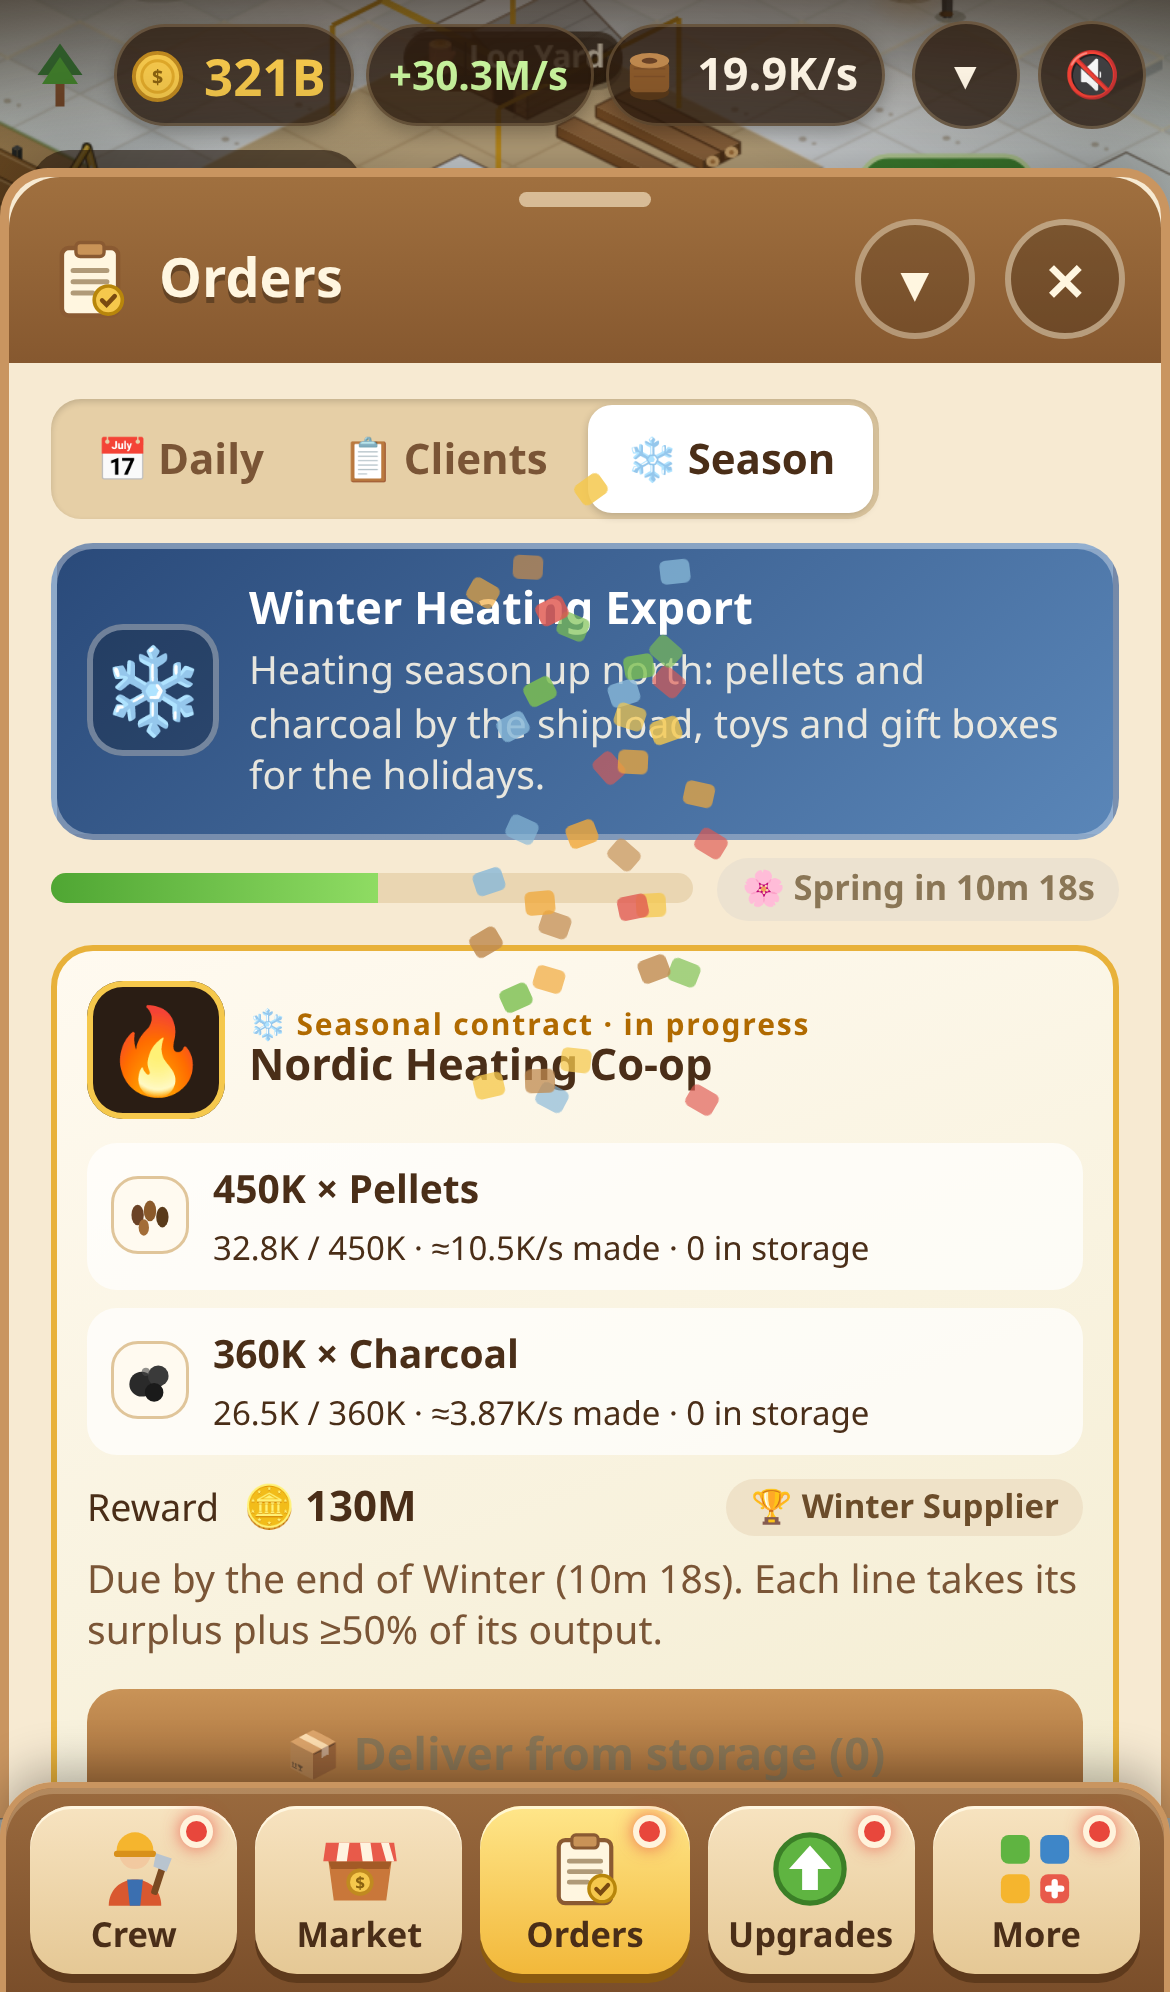 Log Yard
321B
+30.3M/s
19.9K/s
Orders
Daily
Clients
Season
Winter Heating Export
Heating season up north: pellets and
charcoal by the shipload, toys and gift boxes
for the holidays.
Spring in 10m 18s
Seasonal contract · in progress
Nordic Heating Co-op
450K × Pellets
32.8K / 450K · ≈10.5K/s made · 0 in storage
360K × Charcoal
26.5K / 360K · ≈3.87K/s made · 0 in storage
Reward 130M
Winter Supplier
Due by the end of Winter (10m 18s). Each line takes its
surplus plus ≥50% of its output.
Deliver from storage (0)
Crew
Market
Orders
Upgrades
More